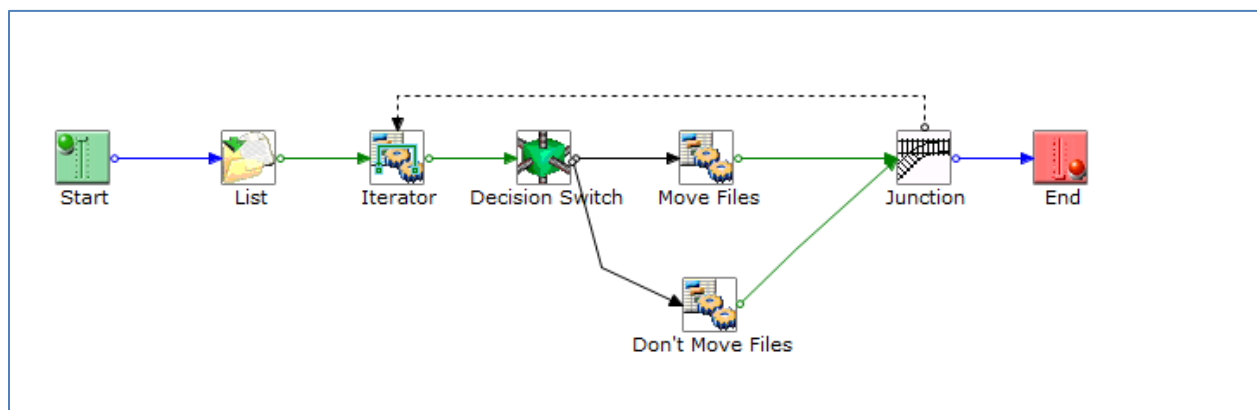 Start
List
Iterator
Decision Switch
Move Files
Junction
End
Don't Move Files